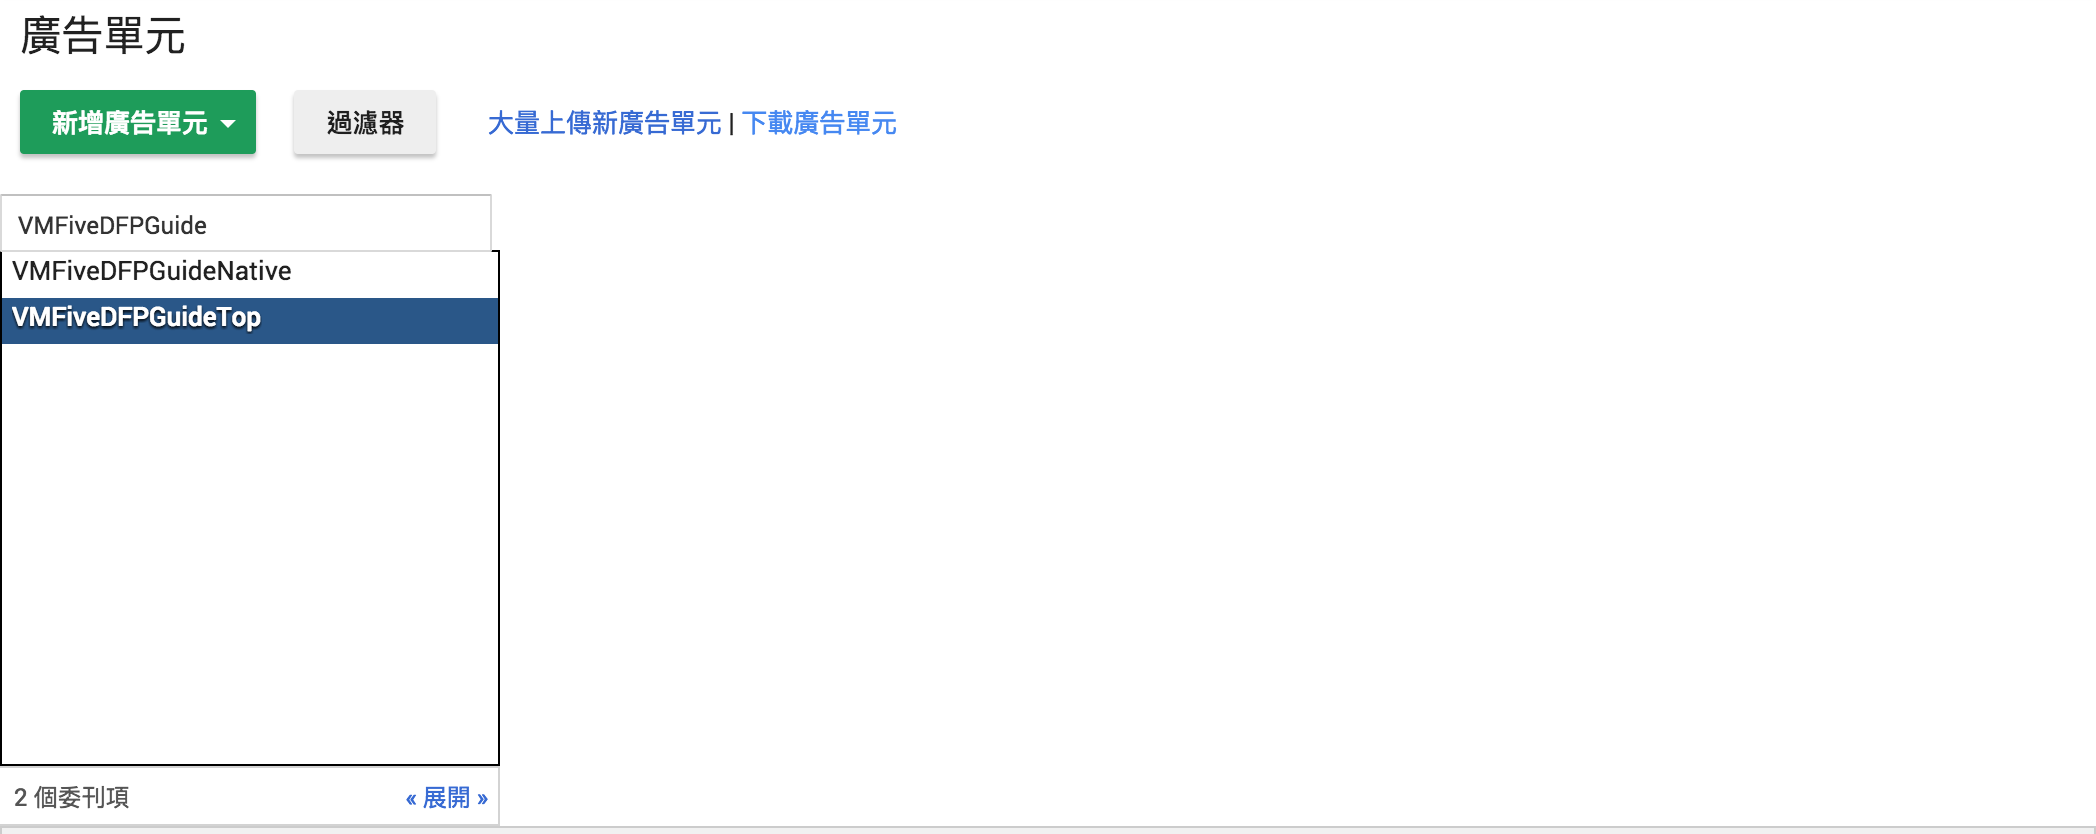 廣告單元
新增廣告單元 過濾器 大量上傳新廣告單元 | 下載廣告單元
VMFiveDFPGuide
VMFiveDFPGuideNative
VMFiveDFPGuideTop
2 個委刊項 « 展開 »